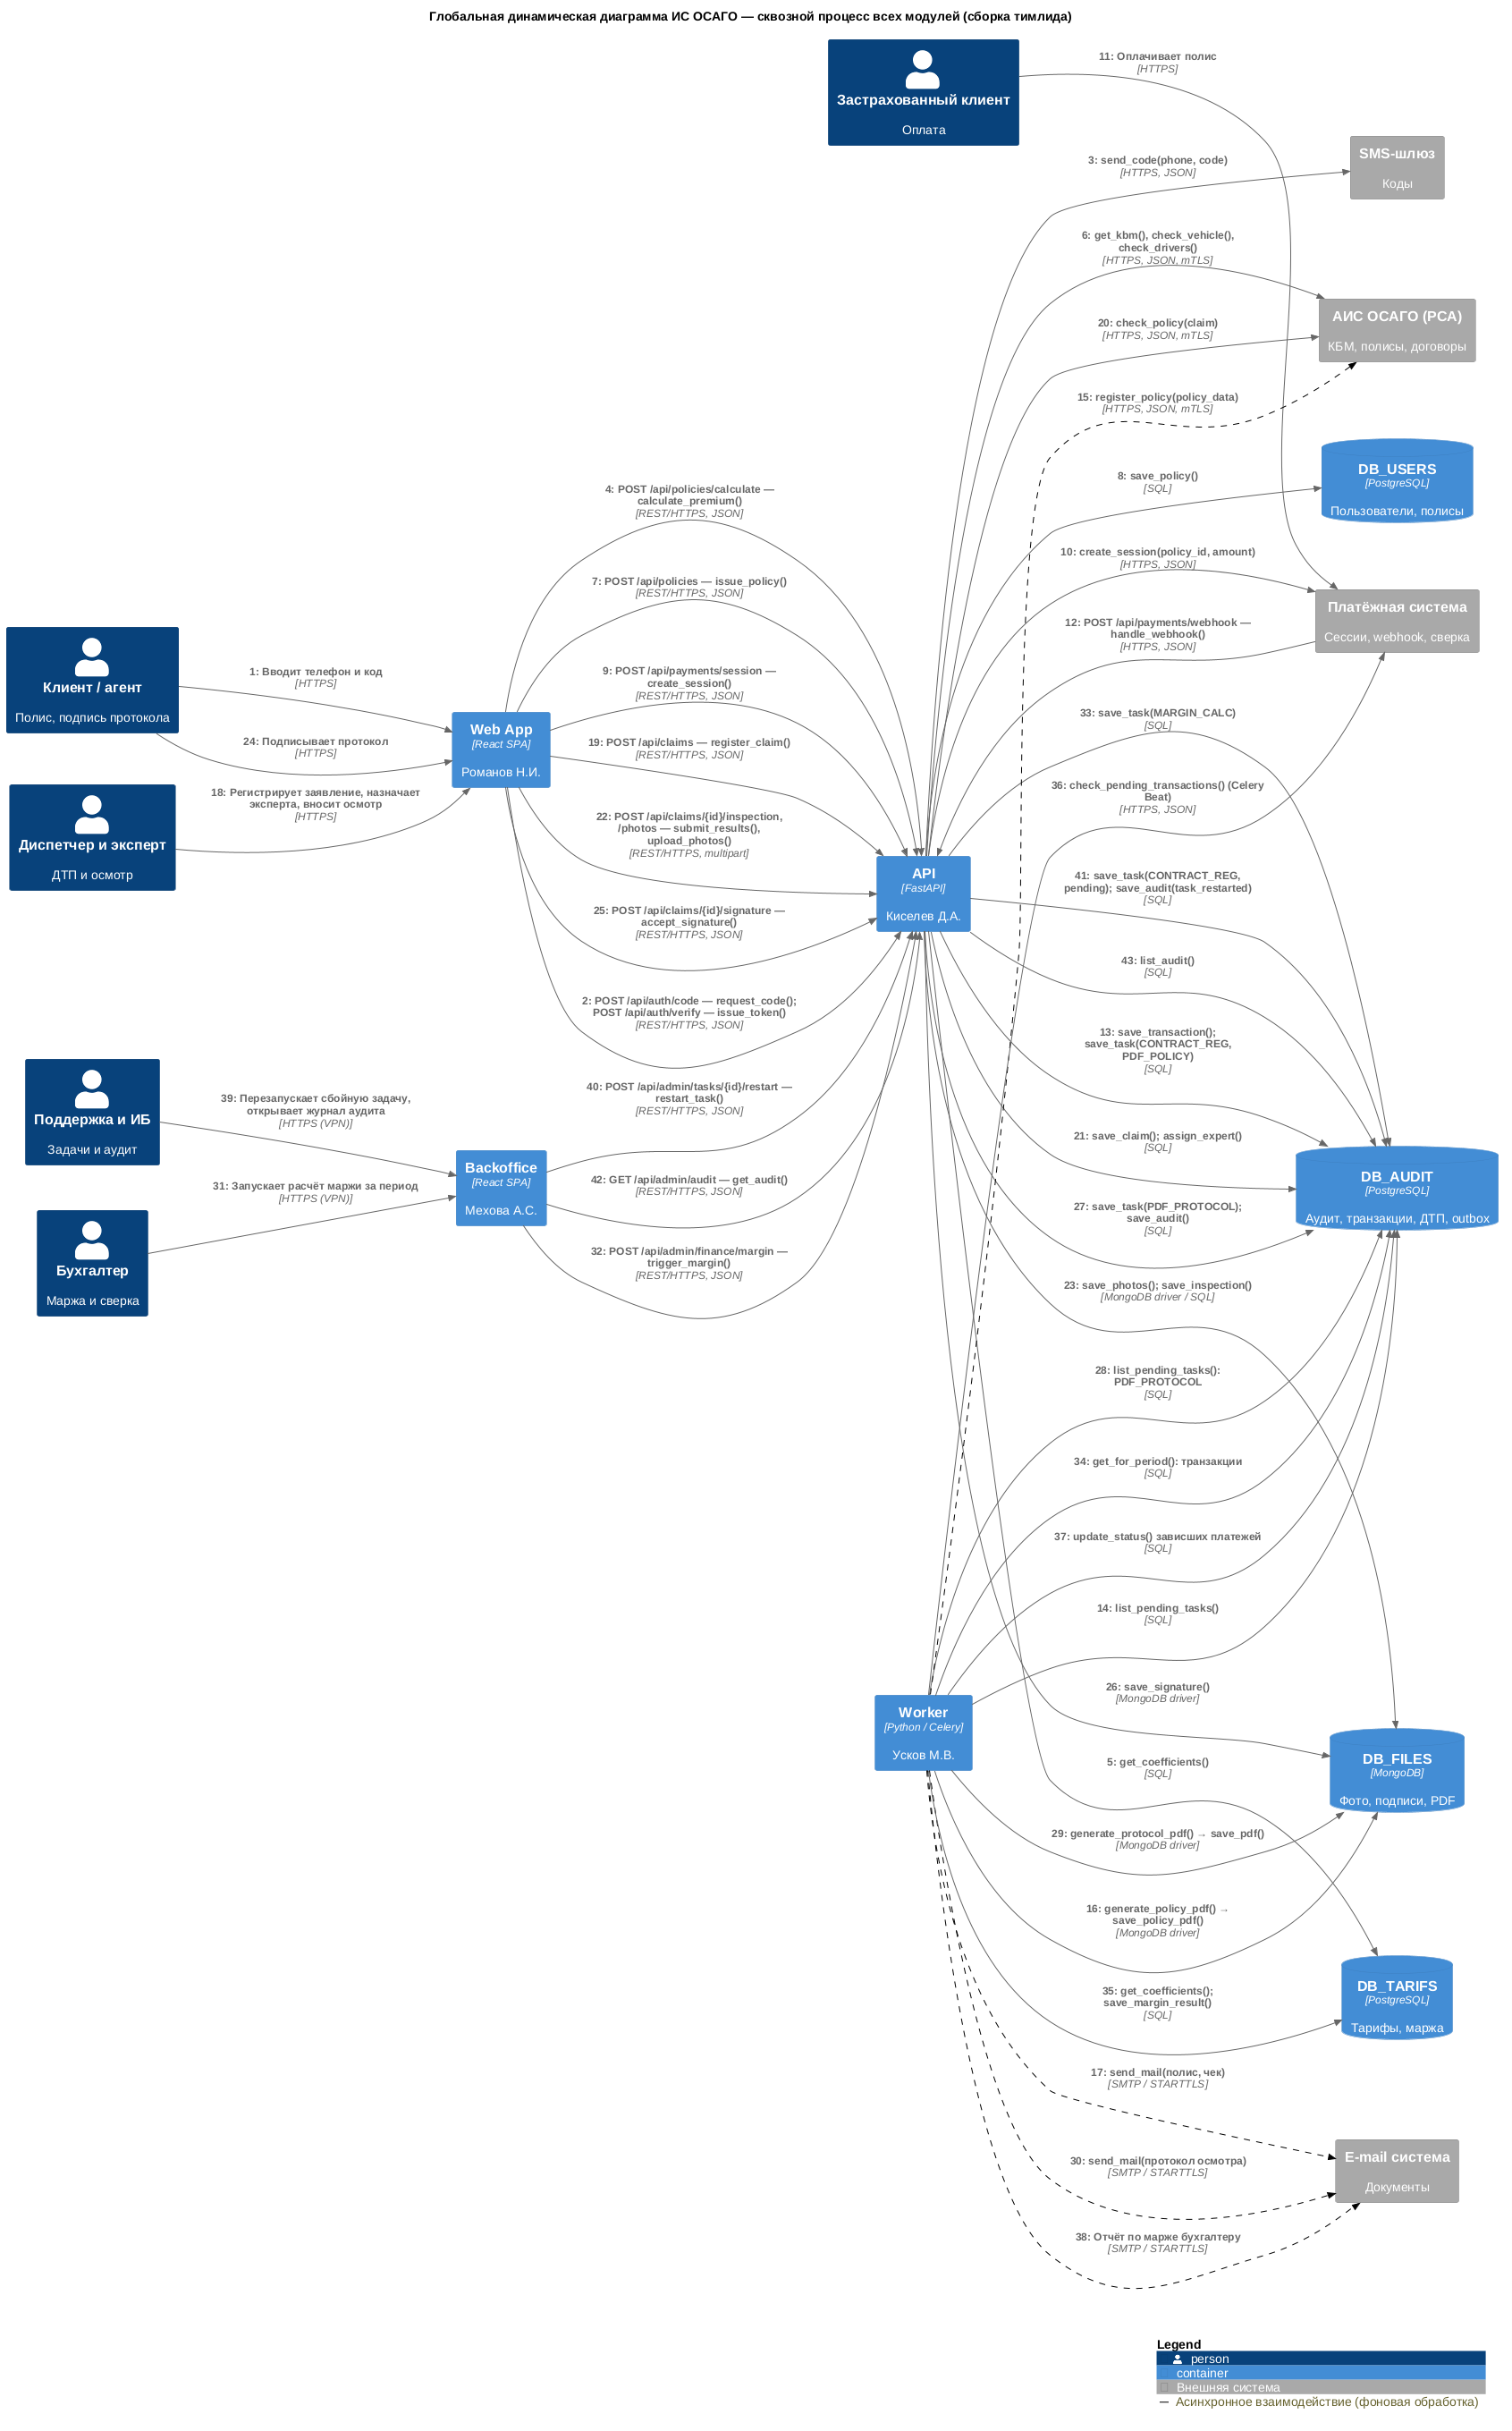 Глобальная динамическая диаграмма ИС ОСАГО — сквозной процесс всех модулей (сборка тимлида)
Застрахованный клиент
Оплата
11: Оплачивает полис
[HTTPS]
SMS-шлюз
Коды
3: send_code(phone, code)
[HTTPS, JSON]
6: get_kbm(), check_vehicle(),
check_drivers()
[HTTPS, JSON, mTLS]
АИС ОСАГО (РСА)
КБМ, полисы, договоры
20: check_policy(claim)
[HTTPS, JSON, mTLS]
15: register_policy(policy_data)
[HTTPS, JSON, mTLS]
DB_USERS
[PostgreSQL]
Пользователи, полисы
8: save_policy()
[SQL]
4: POST /api/policies/calculate —
calculate_premium()
[REST/HTTPS, JSON]
10: create_session(policy_id, amount)
[HTTPS, JSON]
7: POST /api/policies — issue_policy()
[REST/HTTPS, JSON]
Платёжная система
Сессии, webhook, сверка
12: POST /api/payments/webhook —
handle_webhook()
[HTTPS, JSON]
Клиент / агент
Полис, подпись протокола
1: Вводит телефон и код
[HTTPS]
9: POST /api/payments/session —
create_session()
[REST/HTTPS, JSON]
33: save_task(MARGIN_CALC)
[SQL]
Web App
[React SPA]
Романов Н.И.
24: Подписывает протокол
[HTTPS]
19: POST /api/claims — register_claim()
[REST/HTTPS, JSON]
18: Регистрирует заявление, назначает
эксперта, вносит осмотр
[HTTPS]
36: check_pending_transactions() (Celery
Beat)
[HTTPS, JSON]
Диспетчер и эксперт
ДТП и осмотр
22: POST /api/claims/{id}/inspection,
/photos — submit_results(),
upload_photos()
[REST/HTTPS, multipart]
API
[FastAPI]
Киселев Д.А.
41: save_task(CONTRACT_REG,
pending); save_audit(task_restarted)
[SQL]
25: POST /api/claims/{id}/signature —
accept_signature()
[REST/HTTPS, JSON]
43: list_audit()
[SQL]
2: POST /api/auth/code — request_code();
POST /api/auth/verify — issue_token()
[REST/HTTPS, JSON]
13: save_transaction();
save_task(CONTRACT_REG,
PDF_POLICY)
[SQL]
Поддержка и ИБ
Задачи и аудит
39: Перезапускает сбойную задачу,
открывает журнал аудита
[HTTPS (VPN)]
40: POST /api/admin/tasks/{id}/restart —
restart_task()
[REST/HTTPS, JSON]
21: save_claim(); assign_expert()
[SQL]
Backoffice
[React SPA]
Мехова А.С.
DB_AUDIT
[PostgreSQL]
Аудит, транзакции, ДТП, outbox
31: Запускает расчёт маржи за период
[HTTPS (VPN)]
42: GET /api/admin/audit — get_audit()
[REST/HTTPS, JSON]
27: save_task(PDF_PROTOCOL);
save_audit()
[SQL]
Бухгалтер
Маржа и сверка
32: POST /api/admin/finance/margin —
trigger_margin()
[REST/HTTPS, JSON]
23: save_photos(); save_inspection()
[MongoDB driver / SQL]
28: list_pending_tasks():
PDF_PROTOCOL
[SQL]
34: get_for_period(): транзакции
[SQL]
37: update_status() зависших платежей
[SQL]
14: list_pending_tasks()
[SQL]
Worker
[Python / Celery]
Усков М.В.
26: save_signature()
[MongoDB driver]
DB_FILES
[MongoDB]
Фото, подписи, PDF
5: get_coefficients()
[SQL]
29: generate_protocol_pdf() → save_pdf()
[MongoDB driver]
16: generate_policy_pdf() →
save_policy_pdf()
[MongoDB driver]
DB_TARIFS
[PostgreSQL]
Тарифы, маржа
35: get_coefficients();
save_margin_result()
[SQL]
17: send_mail(полис, чек)
[SMTP / STARTTLS]
E-mail система
Документы
30: send_mail(протокол осмотра)
[SMTP / STARTTLS]
38: Отчёт по марже бухгалтеру
[SMTP / STARTTLS]
Legend
person
container
Внешняя система
Асинхронное взаимодействие (фоновая обработка)